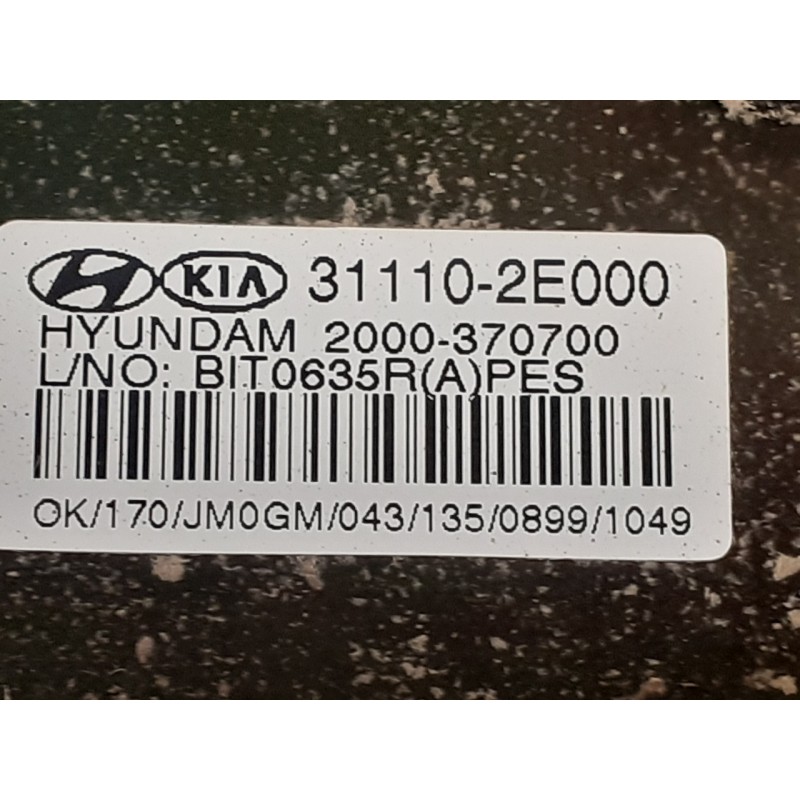 KIA 31110-2E000
HYUNDAM 2000-370700
L/NO: BIT0635R(A)PES
OK/170/JM0GM/043/135/0899/1049